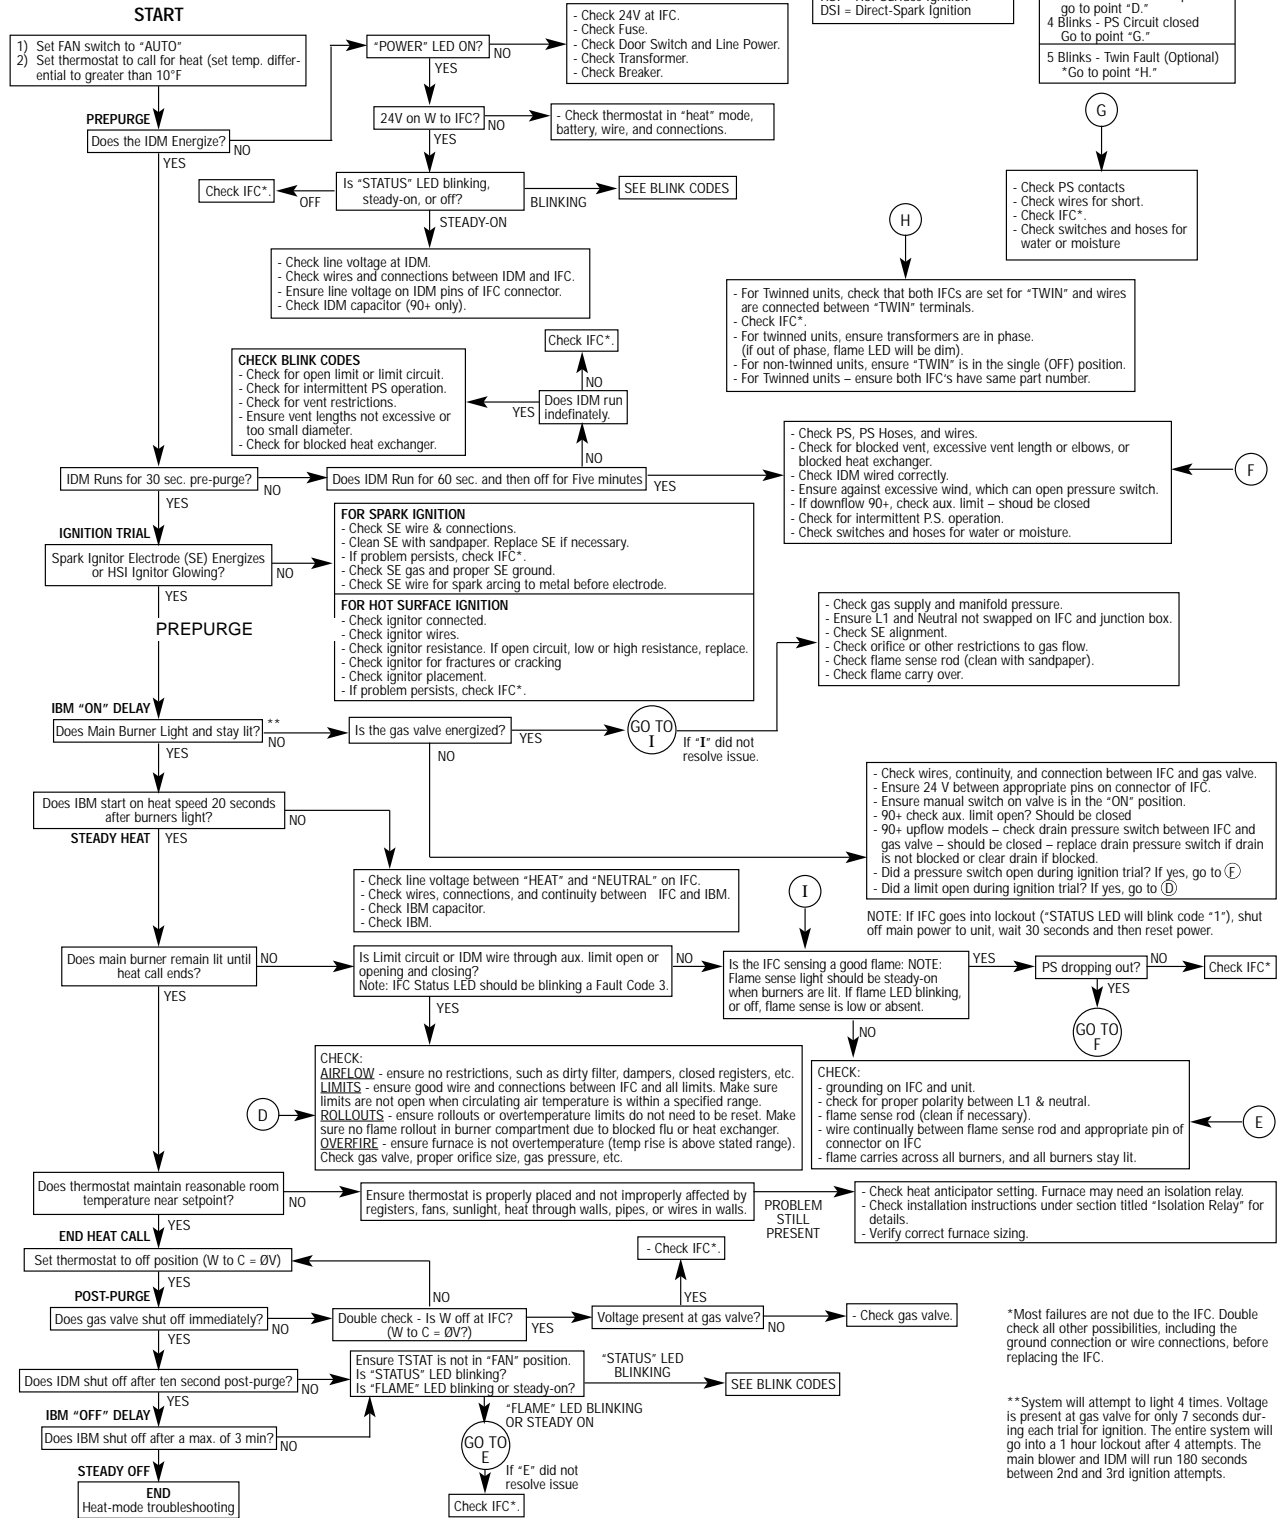 START
1) Set FAN switch to “AUTO”
2) Set thermostat to call for heat (set temp. differ-
ential to greater than 10°F
“POWER” LED ON?
NO
YES
- Check 24V at IFC.
- Check Fuse.
- Check Door Switch and Line Power.
- Check Transformer.
- Check Breaker.
DSI = Direct-Spark Ignition
go to point “D.”
4 Blinks - PS Circuit closed
Go to point “G.”
5 Blinks - Twin Fault (Optional)
*Go to point “H.”
PREPURGE
Does the IDM Energize?
NO
YES
24V on W to IFC?
NO
YES
- Check thermostat in “heat” mode,
battery, wire, and connections.
G
Check IFC*.
OFF
Is “STATUS” LED blinking,
steady-on, or off?
BLINKING
SEE BLINK CODES
STEADY-ON
- Check PS contacts
- Check wires for short.
- Check IFC*.
- Check switches and hoses for
water or moisture
H
- Check line voltage at IDM.
- Check wires and connections between IDM and IFC.
- Ensure line voltage on IDM pins of IFC connector.
- Check IDM capacitor (90+ only).
- For Twinned units, check that both IFCs are set for “TWIN” and wires
are connected between “TWIN” terminals.
- Check IFC*.
- For twinned units, ensure transformers are in phase.
(if out of phase, flame LED will be dim).
- For non-twinned units, ensure “TWIN” is in the single (OFF) position.
- For Twinned units – ensure both IFC's have same part number.
Check IFC*.
NO
CHECK BLINK CODES
- Check for open limit or limit circuit.
- Check for intermittent PS operation.
- Check for vent restrictions.
- Ensure vent lengths not excessive or
too small diameter.
- Check for blocked heat exchanger.
YES
Does IDM run
indefinately.
NO
IDM Runs for 30 sec. pre-purge?
NO
YES
Does IDM Run for 60 sec. and then off for Five minutes
YES
- Check PS, PS Hoses, and wires.
- Check for blocked vent, excessive vent length or elbows, or
blocked heat exchanger.
- Check IDM wired correctly.
- Ensure against excessive wind, which can open pressure switch.
- If downflow 90+, check aux. limit – shoud be closed
- Check for intermittent P.S. operation.
- Check switches and hoses for water or moisture.
F
IGNITION TRIAL
Spark Ignitor Electrode (SE) Energizes
or HSI Ignitor Glowing?
NO
YES
FOR SPARK IGNITION
- Check SE wire & connections.
- Clean SE with sandpaper. Replace SE if necessary.
- If problem persists, check IFC*.
- Check SE gas and proper SE ground.
- Check SE wire for spark arcing to metal before electrode.
FOR HOT SURFACE IGNITION
- Check ignitor connected.
- Check ignitor wires.
- Check ignitor resistance. If open circuit, low or high resistance, replace.
- Check ignitor for fractures or cracking
- Check ignitor placement.
- If problem persists, check IFC*.
PREPURGE
- Check gas supply and manifold pressure.
- Ensure L1 and Neutral not swapped on IFC and junction box.
- Check SE alignment.
- Check orifice or other restrictions to gas flow.
- Check flame sense rod (clean with sandpaper).
- Check flame carry over.
IBM “ON” DELAY
Does Main Burner Light and stay lit?
**
NO
YES
Is the gas valve energized?
YES
NO
GO TO
I
If “I” did not
resolve issue.
Does IBM start on heat speed 20 seconds
after burners light?
NO
YES
STEADY HEAT
- Check wires, continuity, and connection between IFC and gas valve.
- Ensure 24 V between appropriate pins on connector of IFC.
- Ensure manual switch on valve is in the “ON” position.
- 90+ check aux. limit open? Should be closed
- 90+ upflow models – check drain pressure switch between IFC and
gas valve – should be closed – replace drain pressure switch if drain
is not blocked or clear drain if blocked.
- Did a pressure switch open during ignition trial? If yes, go to F
- Did a limit open during ignition trial? If yes, go to D
- Check line voltage between “HEAT” and “NEUTRAL” on IFC.
- Check wires, connections, and continuity between IFC and IBM.
- Check IBM capacitor.
- Check IBM.
I
NOTE: If IFC goes into lockout (“STATUS LED will blink code “1”), shut
off main power to unit, wait 30 seconds and then reset power.
Does main burner remain lit until
heat call ends?
NO
YES
Is Limit circuit or IDM wire through aux. limit open or
opening and closing?
Note: IFC Status LED should be blinking a Fault Code 3.
NO
YES
Is the IFC sensing a good flame: NOTE:
Flame sense light should be steady-on
when burners are lit. If flame LED blinking,
or off, flame sense is low or absent.
YES
NO
PS dropping out?
NO
YES
Check IFC*
GO TO
F
D
CHECK:
AIRFLOW - ensure no restrictions, such as dirty filter, dampers, closed registers, etc.
LIMITS - ensure good wire and connections between IFC and all limits. Make sure
limits are not open when circulating air temperature is within a specified range.
ROLLOUTS - ensure rollouts or overtemperature limits do not need to be reset. Make
sure no flame rollout in burner compartment due to blocked flu or heat exchanger.
OVERFIRE - ensure furnace is not overtemperature (temp rise is above stated range).
Check gas valve, proper orifice size, gas pressure, etc.
CHECK:
- grounding on IFC and unit.
- check for proper polarity between L1 & neutral.
- flame sense rod (clean if necessary).
- wire continually between flame sense rod and appropriate pin of
connector on IFC
- flame carries across all burners, and all burners stay lit.
E
Does thermostat maintain reasonable room
temperature near setpoint?
NO
YES
Ensure thermostat is properly placed and not improperly affected by
registers, fans, sunlight, heat through walls, pipes, or wires in walls.
PROBLEM
STILL
PRESENT
- Check heat anticipator setting. Furnace may need an isolation relay.
- Check installation instructions under section titled “Isolation Relay” for
details.
- Verify correct furnace sizing.
END HEAT CALL
Set thermostat to off position (W to C = ØV)
YES
NO
- Check IFC*.
YES
POST-PURGE
Does gas valve shut off immediately?
NO
YES
Double check - Is W off at IFC?
(W to C = ØV?)
YES
Voltage present at gas valve?
NO
- Check gas valve.
*Most failures are not due to the IFC. Double
check all other possibilities, including the
ground connection or wire connections, before
replacing the IFC.
Does IDM shut off after ten second post-purge?
NO
YES
Ensure TSTAT is not in “FAN” position.
Is “STATUS” LED blinking?
Is “FLAME” LED blinking or steady-on?
“STATUS” LED
BLINKING
SEE BLINK CODES
“FLAME” LED BLINKING
OR STEADY ON
IBM “OFF” DELAY
Does IBM shut off after a max. of 3 min?
NO
GO TO
E
If “E” did not
resolve issue
Check IFC*.
STEADY OFF
END
Heat-mode troubleshooting
**System will attempt to light 4 times. Voltage
is present at gas valve for only 7 seconds dur-
ing each trial for ignition. The entire system will
go into a 1 hour lockout after 4 attempts. The
main blower and IDM will run 180 seconds
between 2nd and 3rd ignition attempts.